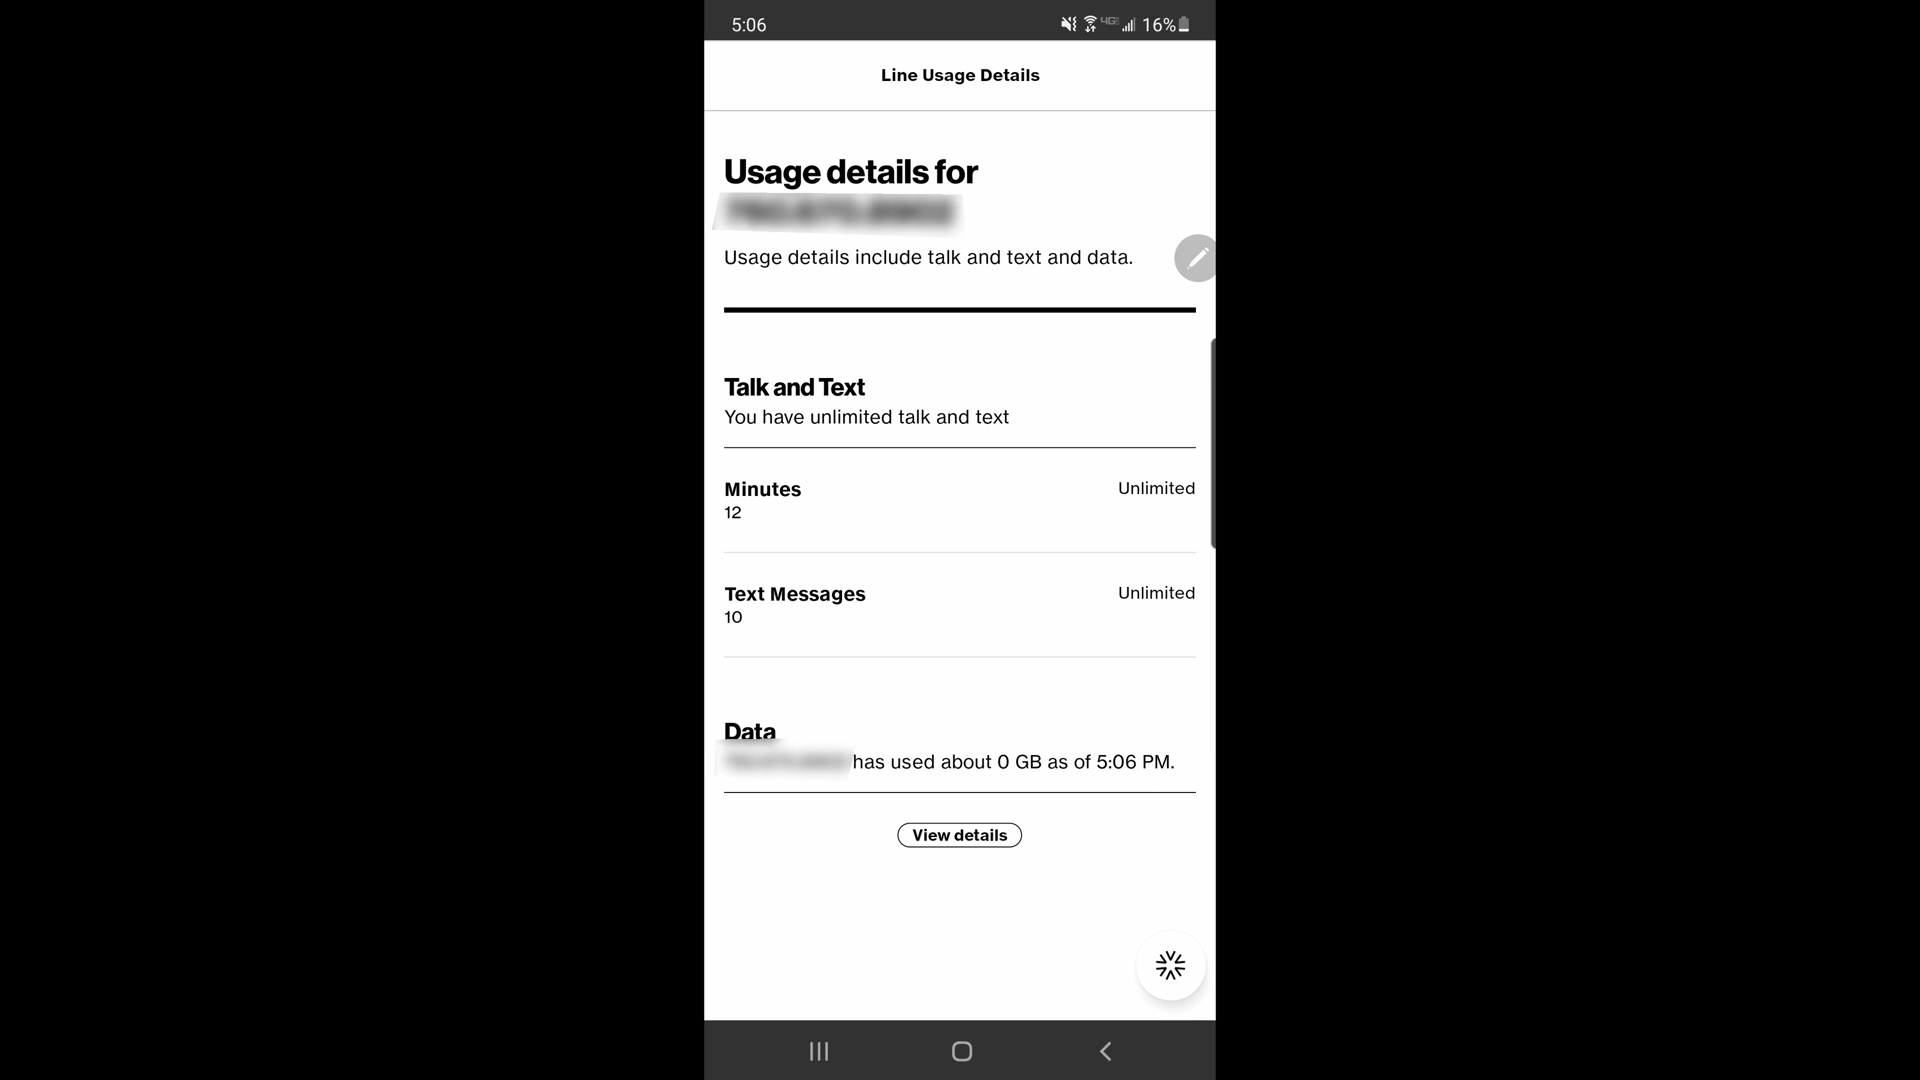 5:06
16%
Line Usage Details
Usage details for
Usage details include talk and text and data.
Talk and Text
You have unlimited talk and text
Minutes
Unlimited
12
Text Messages
Unlimited
10
Data
has used about 0 GB as of 5:06 PM.
View details